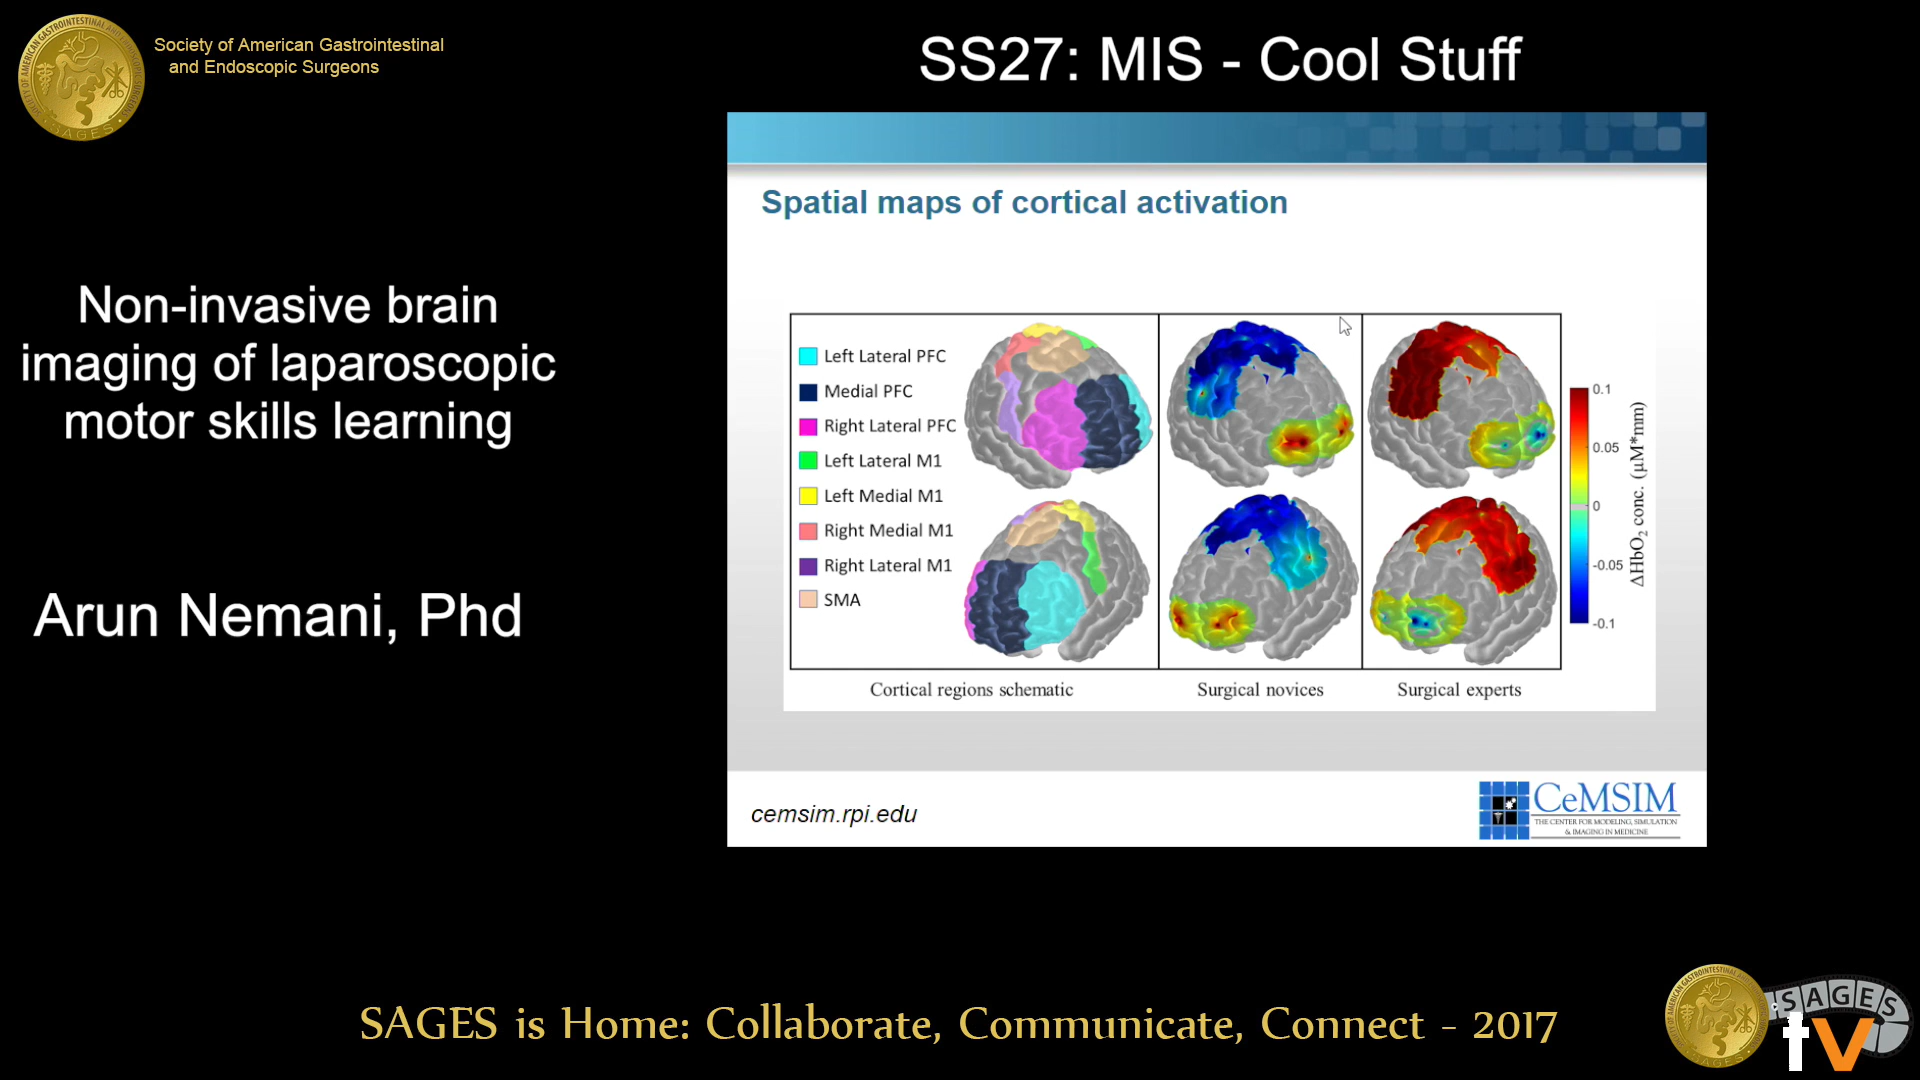 Society of American Gastrointestinal
and Endoscopic Surgeons
SS27: MIS - Cool Stuff
Non-invasive brain
imaging of laparoscopic
motor skills learning
Arun Nemani, Phd
Spatial maps of cortical activation
Left Lateral PFC
Medial PFC
Right Lateral PFC
Left Lateral M1
Left Medial M1
Right Medial M1
Right Lateral M1
SMA
0.1
0.05
0
-0.05
-0.1
ΔHbO₂ conc. (μM*mm)
Cortical regions schematic
Surgical novices
Surgical experts
cemsim.rpi.edu
CeMSIM
THE CENTER FOR MODELING, SIMULATION
& IMAGING IN MEDICINE
SAGES is Home: Collaborate, Communicate, Connect - 2017
SAGES
tv